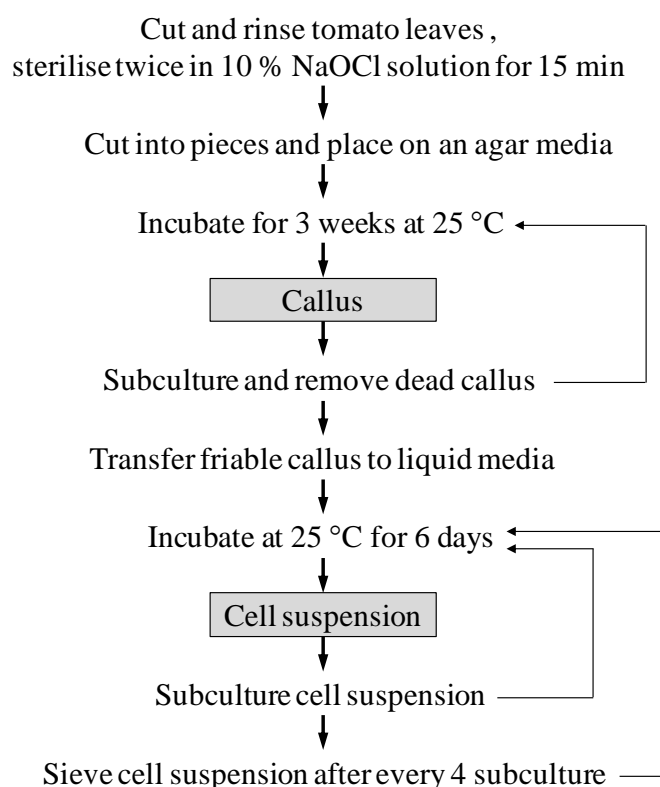 Cut and rinse tomato leaves ,
sterilise twice in 10 % NaOCl solution for 15 min
Cut into pieces and place on an agar media
Incubate for 3 weeks at 25 °C
Callus
Subculture and remove dead callus
Transfer friable callus to liquid media
Incubate at 25 °C for 6 days
Cell suspension
Subculture cell suspension
Sieve cell suspension after every 4 subculture